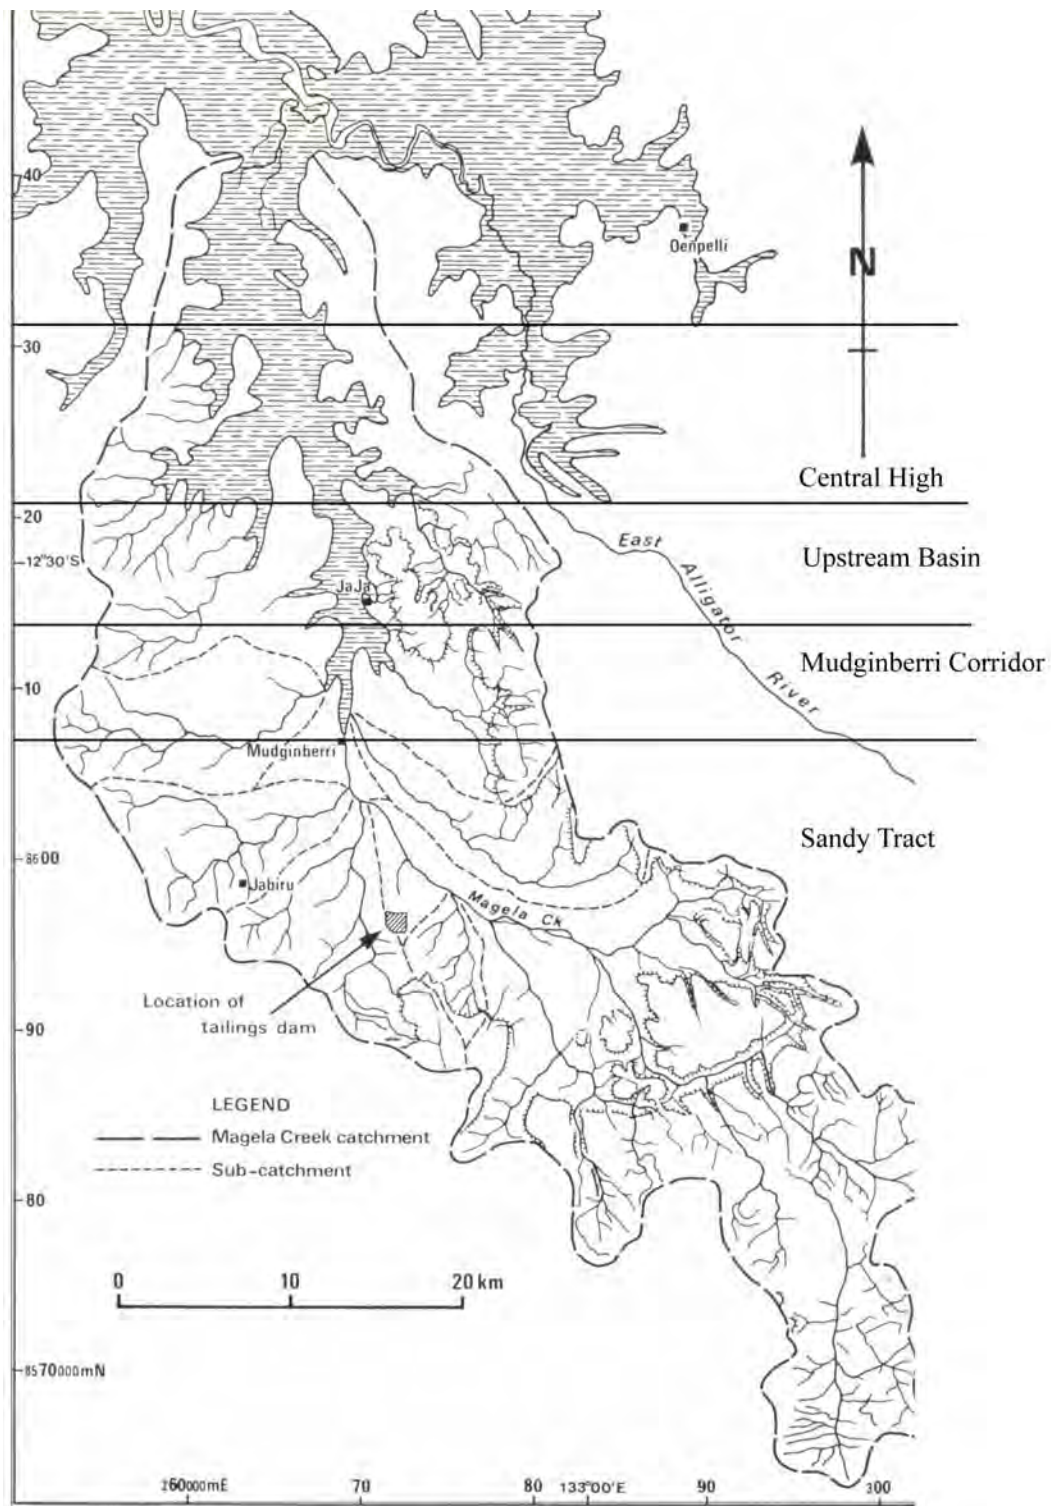 40
Oenpelli
N
30
Central High
20
East
12°30'S
Upstream Basin
JaJa
Alligator
Mudginberri Corridor
10
River
Mudginberri
Sandy Tract
8600
Jabiru
Magela Ck
Location of
tailings dam
90
LEGEND
Magela Creek catchment
Sub-catchment
80
0 10 20 km
8570000mN
260000mE 70 80 133°00'E 90 300